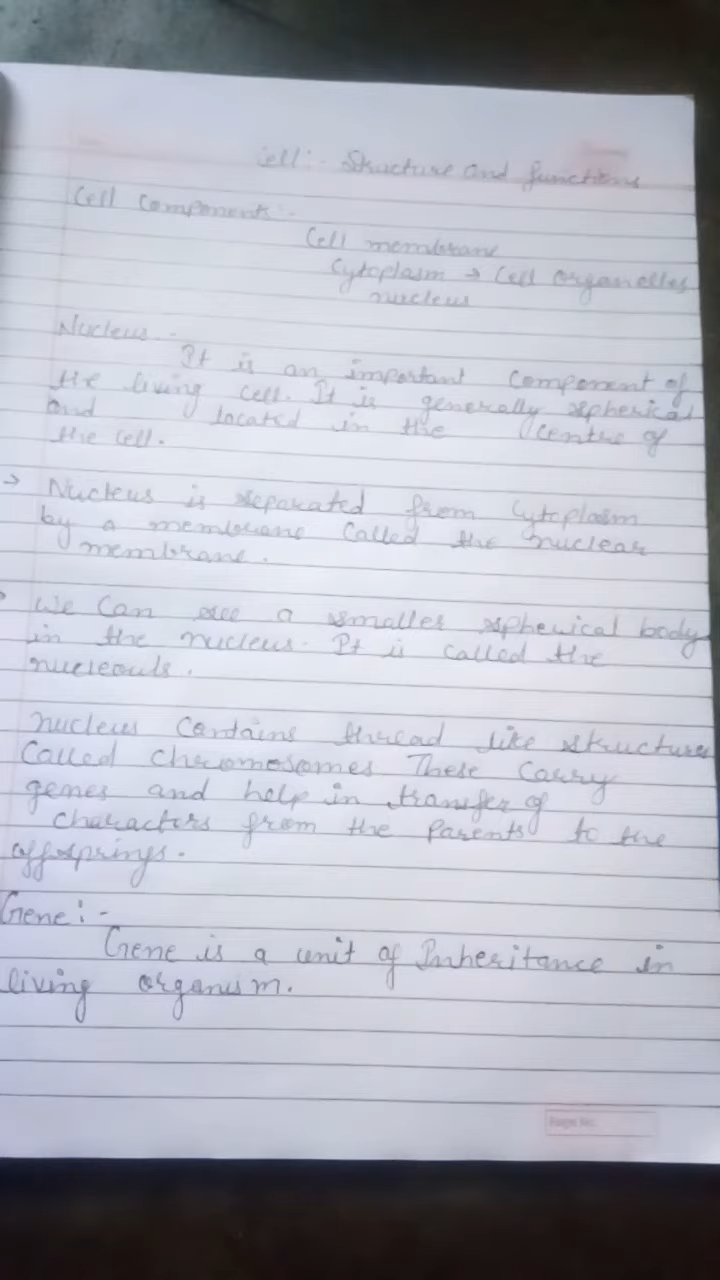 Cell:- Structure and functions
Cell Components -
Cell membrane
Cytoplasm → Cell Organelles
nucleus
Nucleus -
It is an important component of
the living cell. It is generally spherical
and located in the centre of
the cell.
→ Nucleus is separated from Cytoplasm
by a membrane called the nuclear
membrane.
We Can see a smaller spherical body
in the nucleus. It is called the
nucleouls.
nucleus Contains thread like structure
Called chromosomes These Carry
genes and help in transfer of
characters from the Parents to the
offsprings.
Gene:-
Gene is a unit of Inheritance in
living organism.
Page No.